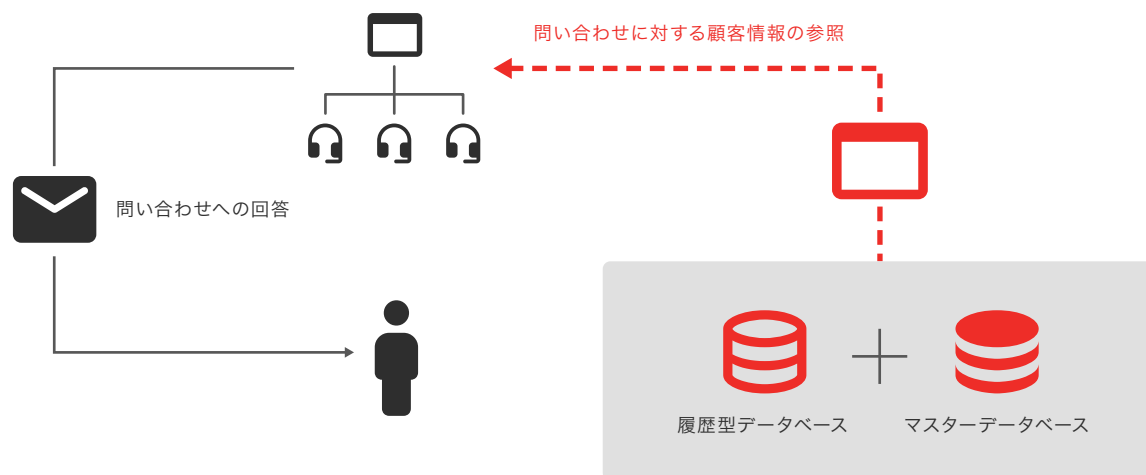 問い合わせに対する顧客情報の参照
問い合わせへの回答
履歴型データベース
マスターデータベース